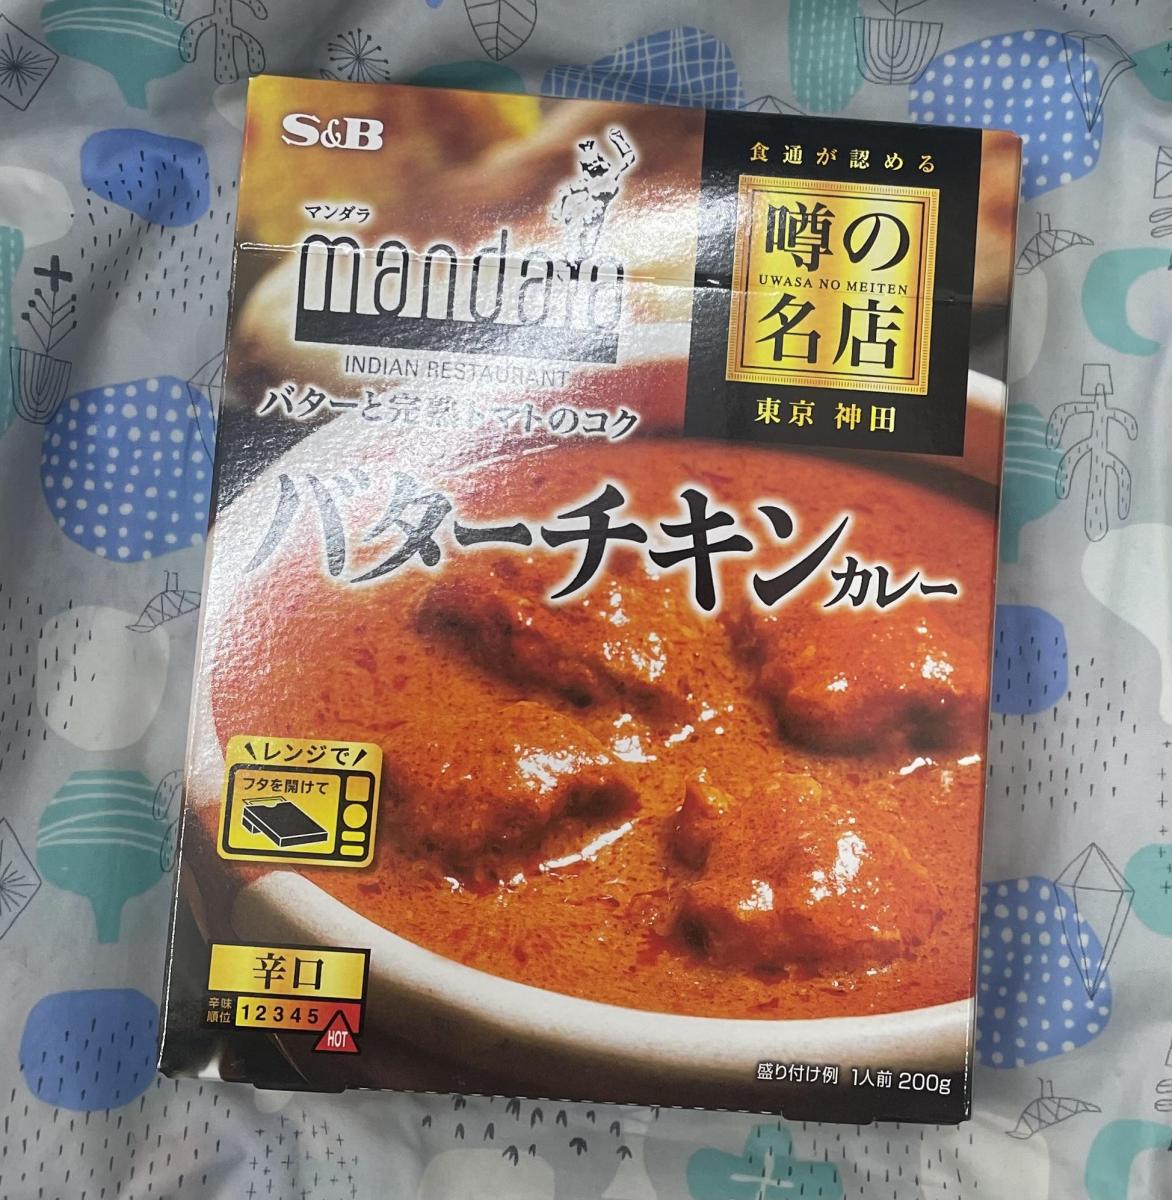 S&B
食通が認める
噂の
UWASA NO MEITEN
名店
東京 神田
マンダラ
mandara
INDIAN RESTAURANT
バターと完熟トマトのコク
バターチキンカレー
レンジで
フタを開けて
辛口
辛味
順位
12345
HOT
盛り付け例 1人前 200g